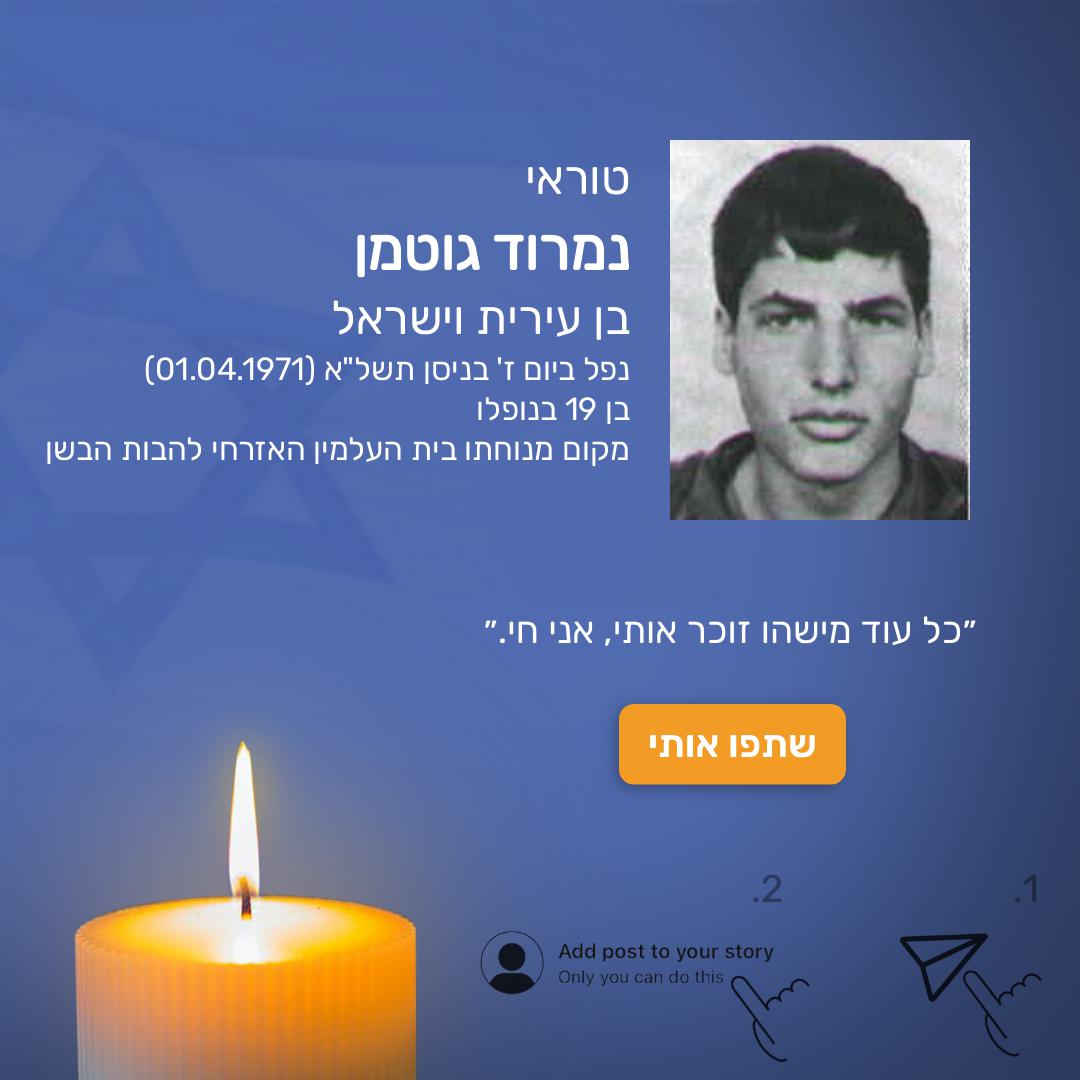 טוראי
נמרוד גוטמן
בן עירית וישראל
נפל ביום ז' בניסן תשל"א (01.04.1971)
בן 19 בנופלו
מקום מנוחתו בית העלמין האזרחי להבות הבשן
״כל עוד מישהו זוכר אותי, אני חי.״
שתפו אותי
1.
2.
Add post to your story
Only you can do this